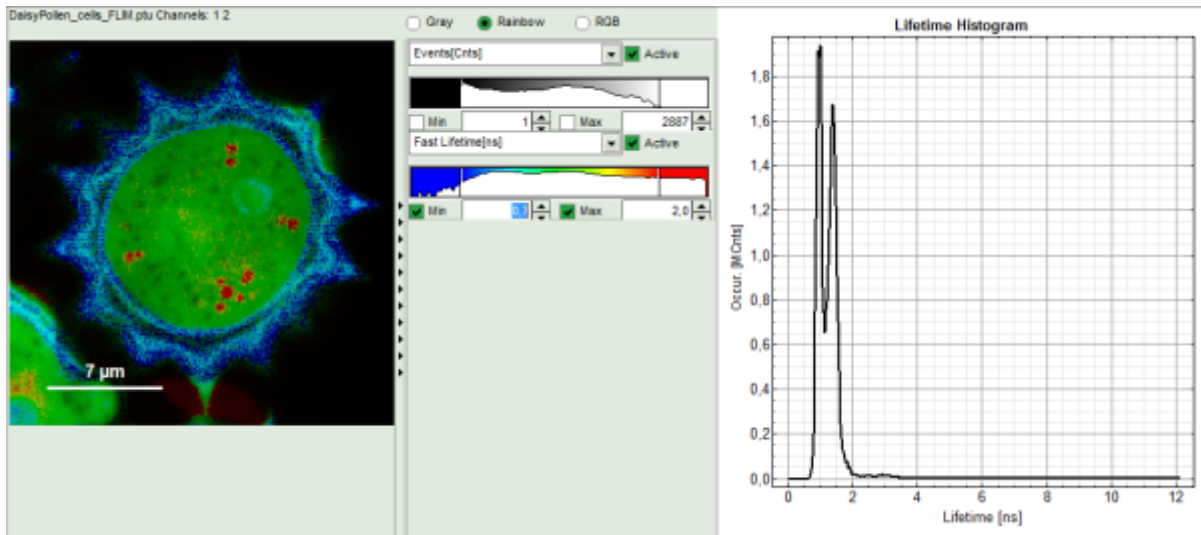 DaisyPollen_cells_FLIM.ptu Channels: 1 2
Gray Rainbow RGB
Events[Cnts] Active
Min 1 Max 2887
Fast Lifetime[ns] Active
Min 0,7 Max 2,0
7 µm
Lifetime Histogram
Occur. [MCnts]
1,8
1,6
1,4
1,2
1,0
0,8
0,6
0,4
0,2
0,0
0 2 4 6 8 10 12
Lifetime [ns]